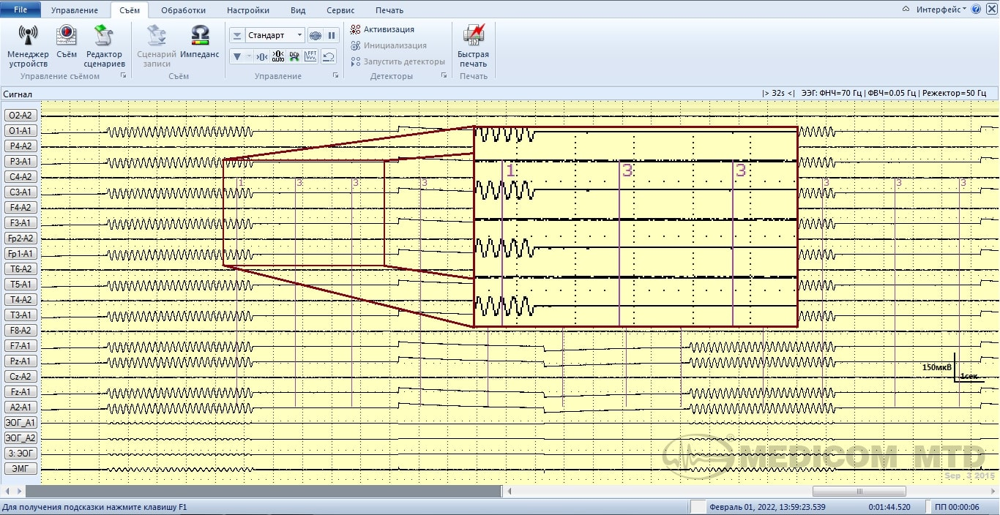 File Управление Съём Обработки Настройки Вид Сервис Печать Интерфейс
Менеджер устройств
Съём
Редактор сценариев
Управление съёмом
Сценарий записи
Импеданс
Съём
Стандарт
Управление
Активизация
Инициализация
Запустить детекторы
Детекторы
Быстрая печать
Печать
Сигнал |> 32s <| ЭЭГ: ФНЧ=70 Гц | ФВЧ=0.05 Гц | Режектор=50 Гц
O2-A2
O1-A1
P4-A2
P3-A1
C4-A2
C3-A1
F4-A2
F3-A1
Fp2-A2
Fp1-A1
T6-A2
T5-A1
T4-A2
T3-A1
F8-A2
F7-A1
Pz-A1
Cz-A2
Fz-A1
A2-A1
ЭОГ_A1
ЭОГ_A2
3: ЭОГ
ЭМГ
1 3 3 3
1 3 3
3 3 3
150мкВ
1сек
MEDICOM MTD
Sep 3 2015
Для получения подсказки нажмите клавишу F1 Февраль 01, 2022, 13:59:23.539 0:01:44.520 ПП 00:00:06